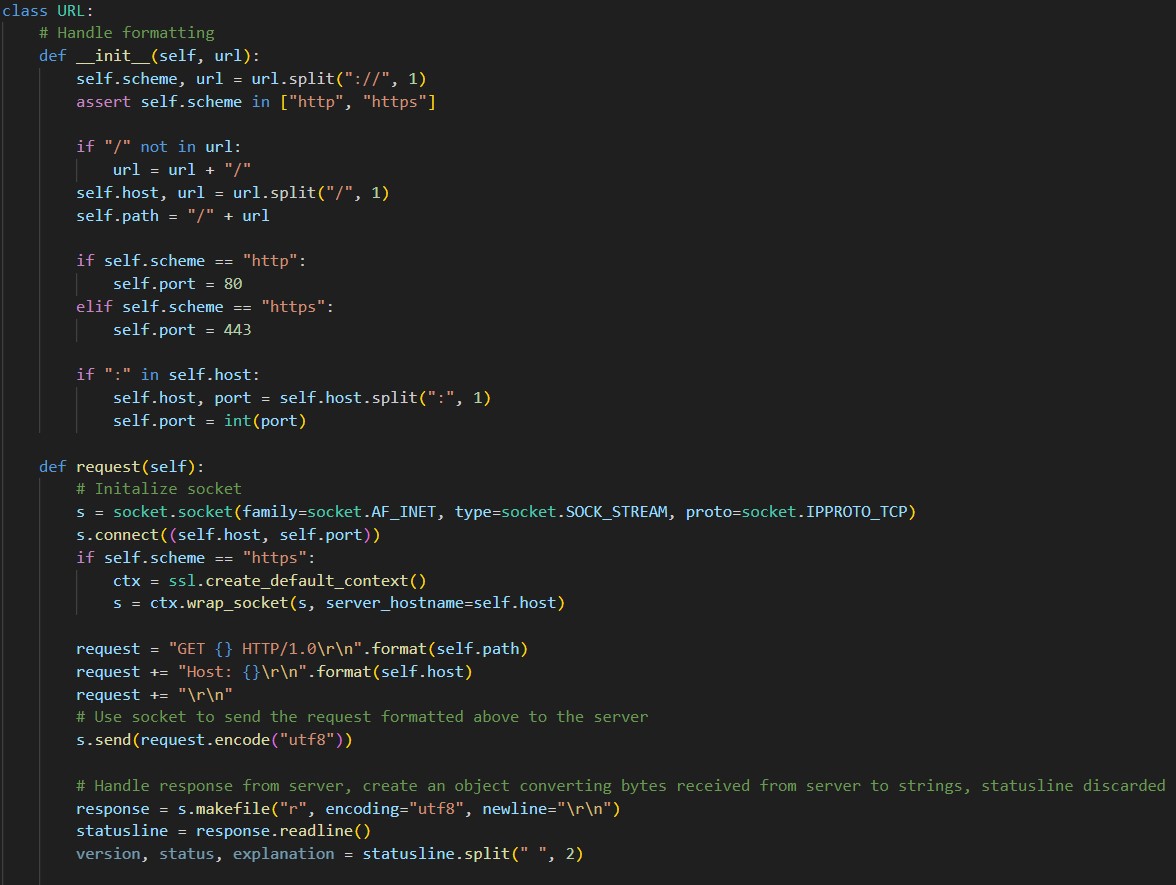 class URL:
    # Handle formatting
    def __init__(self, url):
        self.scheme, url = url.split("://", 1)
        assert self.scheme in ["http", "https"]

        if "/" not in url:
            url = url + "/"
        self.host, url = url.split("/", 1)
        self.path = "/" + url

        if self.scheme == "http":
            self.port = 80
        elif self.scheme == "https":
            self.port = 443

        if ":" in self.host:
            self.host, port = self.host.split(":", 1)
            self.port = int(port)

    def request(self):
        # Initalize socket
        s = socket.socket(family=socket.AF_INET, type=socket.SOCK_STREAM, proto=socket.IPPROTO_TCP)
        s.connect((self.host, self.port))
        if self.scheme == "https":
            ctx = ssl.create_default_context()
            s = ctx.wrap_socket(s, server_hostname=self.host)

        request = "GET {} HTTP/1.0\r\n".format(self.path)
        request += "Host: {}\r\n".format(self.host)
        request += "\r\n"
        # Use socket to send the request formatted above to the server
        s.send(request.encode("utf8"))

        # Handle response from server, create an object converting bytes received from server to strings, statusline discarded
        response = s.makefile("r", encoding="utf8", newline="\r\n")
        statusline = response.readline()
        version, status, explanation = statusline.split(" ", 2)